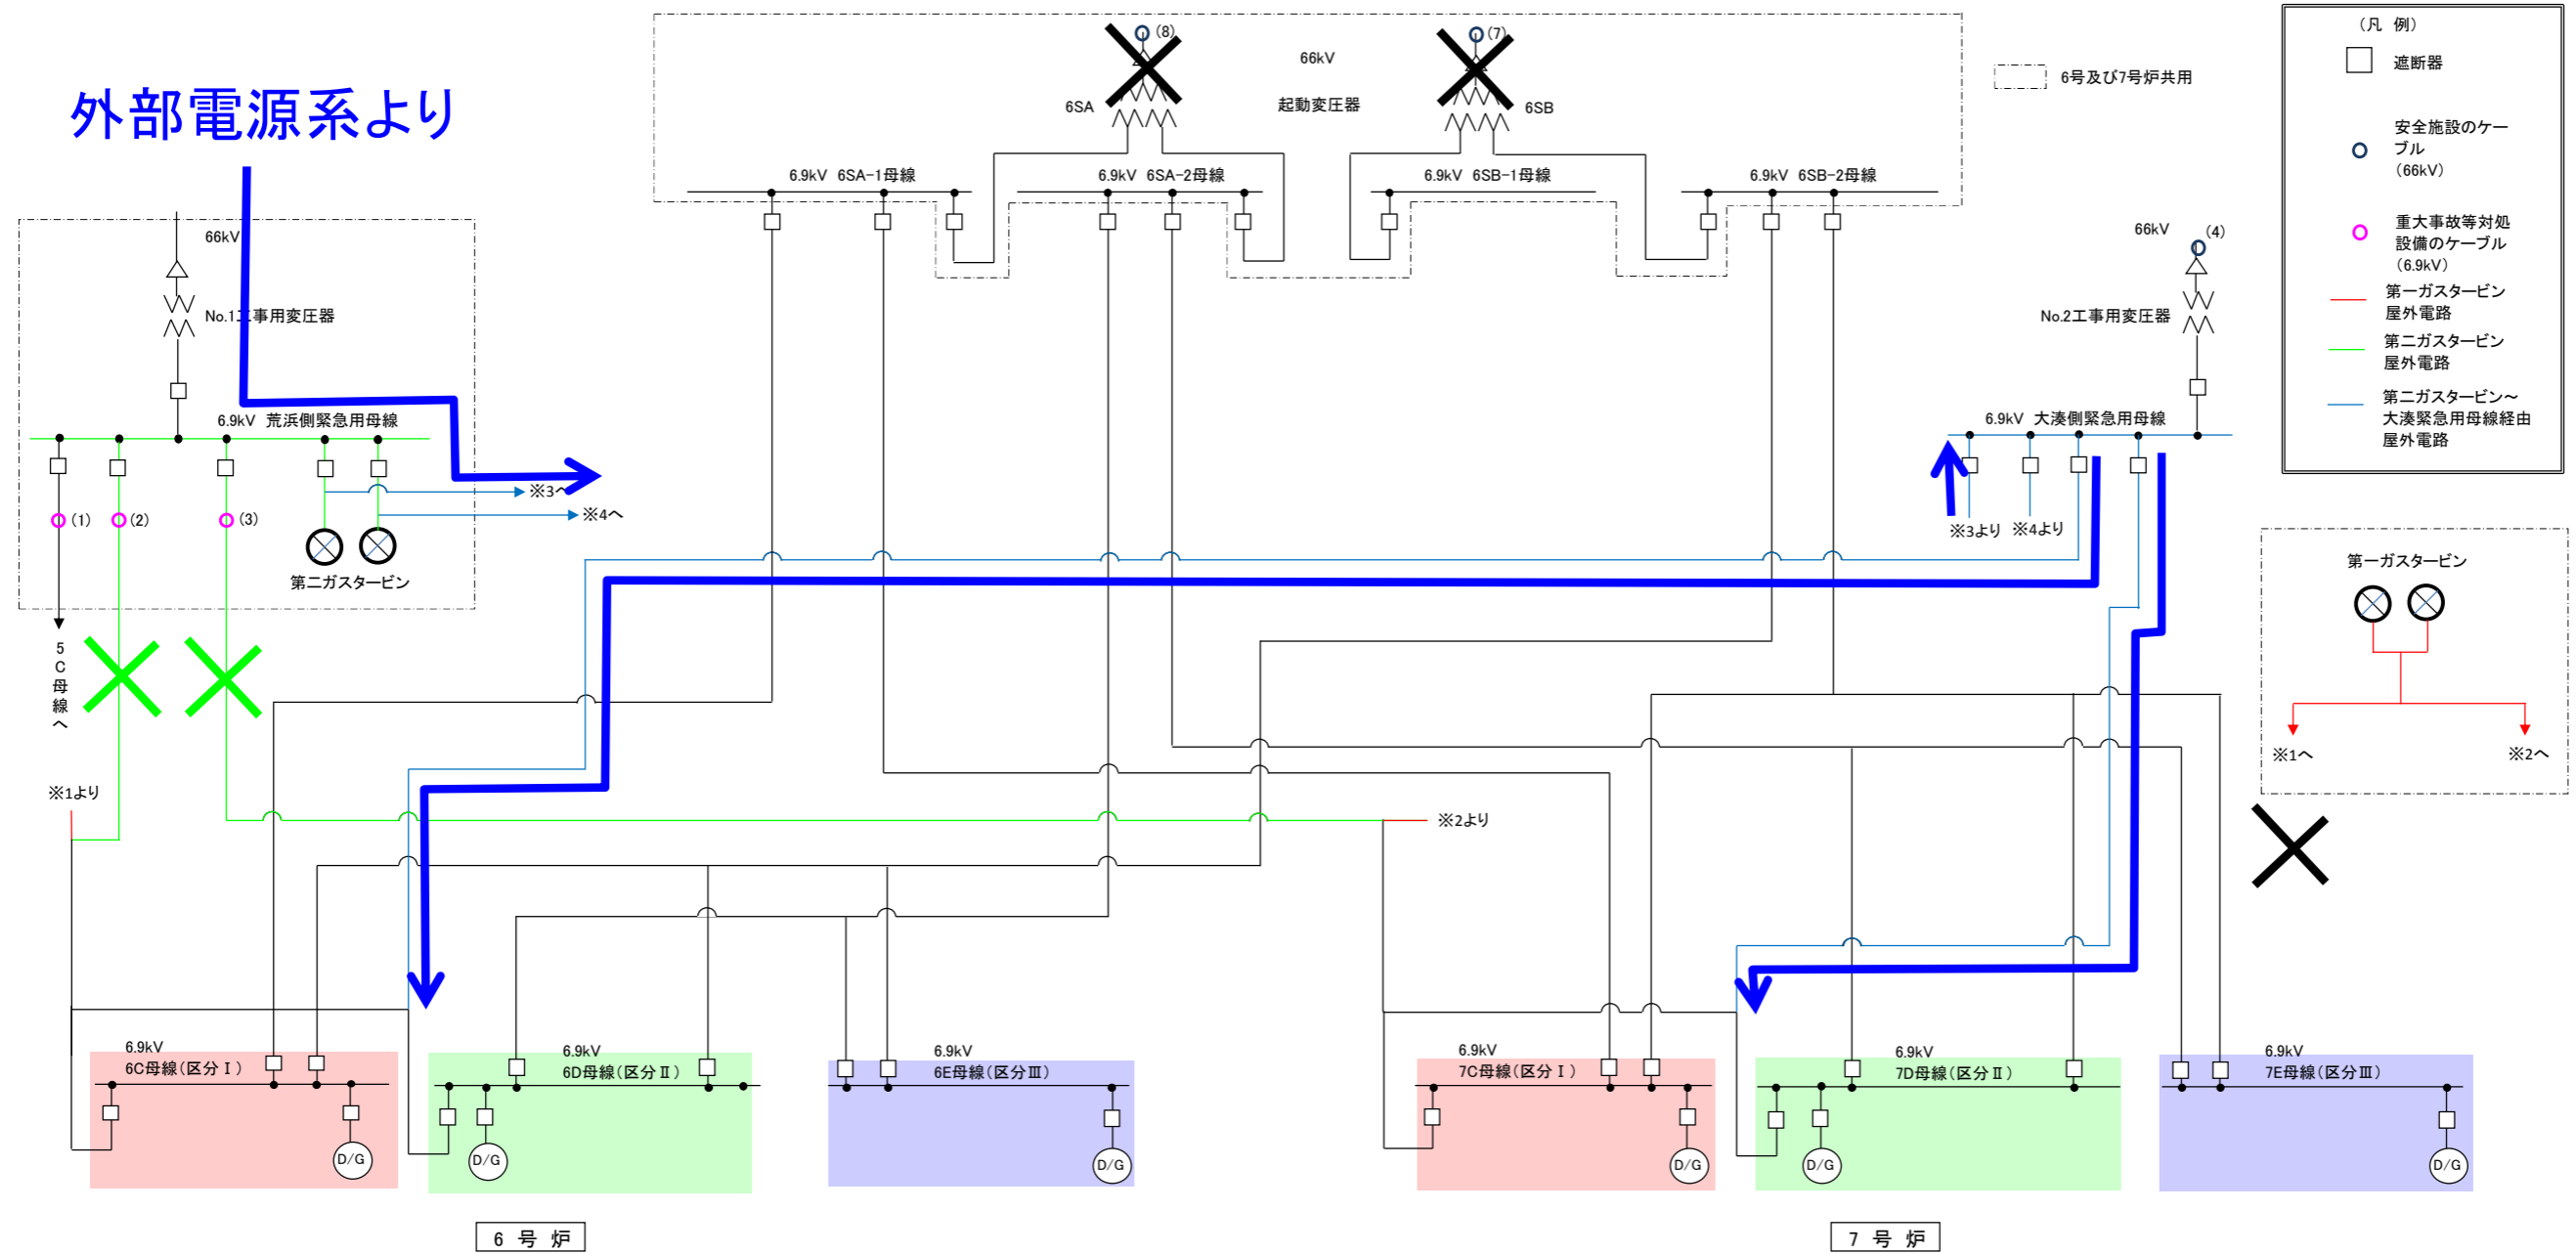 外部電源系より
66kV
No.1工事用変圧器
6.9kV 荒浜側緊急用母線
(1)
(2)
(3)
※3へ
※4へ
第二ガスタービン
5C母線へ
(8)
66kV
(7)
6SA
起動変圧器
6SB
6.9kV 6SA-1母線
6.9kV 6SA-2母線
6.9kV 6SB-1母線
6.9kV 6SB-2母線
6号及び7号炉共用
66kV
(4)
No.2工事用変圧器
6.9kV 大湊側緊急用母線
※3より
※4より
(凡 例)
遮断器
安全施設のケー
ブル
(66kV)
重大事故等対処
設備のケーブル
(6.9kV)
第一ガスタービン
屋外電路
第二ガスタービン
屋外電路
第二ガスタービン～
大湊緊急用母線経由
屋外電路
第一ガスタービン
※1へ
※2へ
※1より
※2より
6.9kV
6C母線(区分Ⅰ)
D/G
6.9kV
6D母線(区分Ⅱ)
D/G
6.9kV
6E母線(区分Ⅲ)
D/G
6.9kV
7C母線(区分Ⅰ)
D/G
6.9kV
7D母線(区分Ⅱ)
D/G
6.9kV
7E母線(区分Ⅲ)
D/G
6 号 炉
7 号 炉